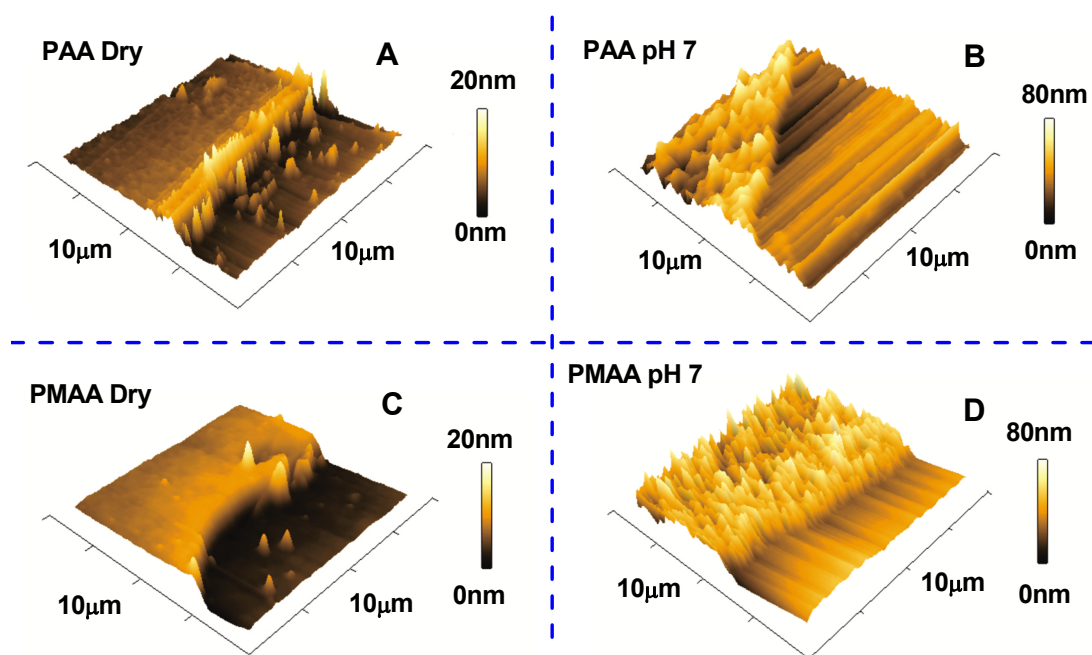 PAA Dry
A
20nm
0nm
10μm
10μm
PAA pH 7
B
80nm
0nm
10μm
10μm
PMAA Dry
C
20nm
0nm
10μm
10μm
PMAA pH 7
D
80nm
0nm
10μm
10μm